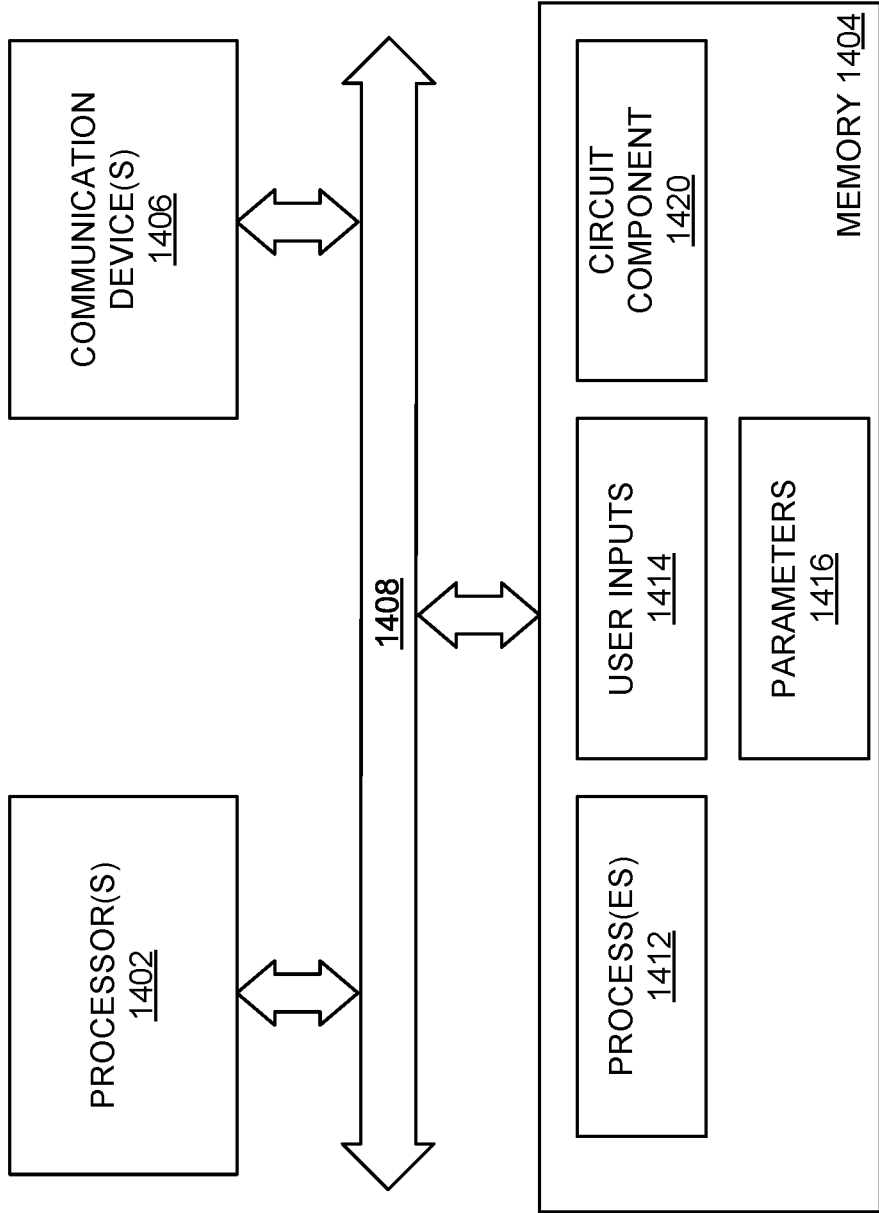 PROCESSOR(S)
1402
COMMUNICATION
DEVICE(S)
1406
1408
PROCESS(ES)
1412
USER INPUTS
1414
CIRCUIT
COMPONENT
1420
PARAMETERS
1416
MEMORY 1404